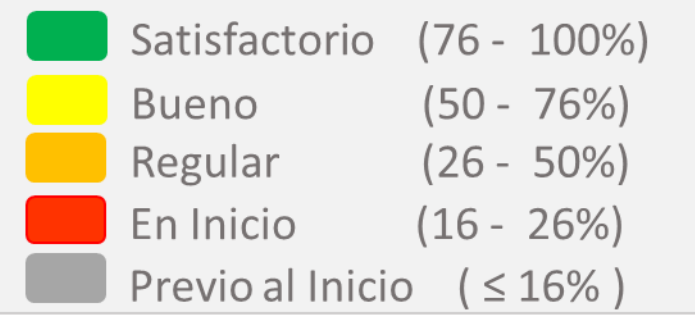 Satisfactorio (76 - 100%)
Bueno (50 - 76%)
Regular (26 - 50%)
En Inicio (16 - 26%)
Previo al Inicio ( ≤ 16% )